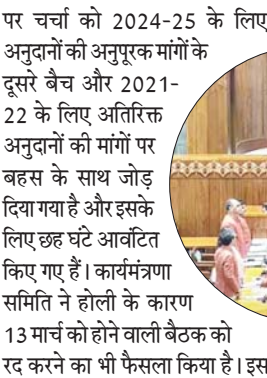 पर चर्चा को 2024-25 के लिए
अनुदानों की अनुपूरक मांगों के
दूसरे बैच और 2021-
22 के लिए अतिरिक्त
अनुदानों की मांगों पर
बहस के साथ जोड़
दिया गया है और इसके
लिए छह घंटे आवंटित
किए गए हैं। कार्यमंत्रणा
समिति ने होली के कारण
13 मार्च को होने वाली बैठक को
रद करने का भी फैसला किया है। इस